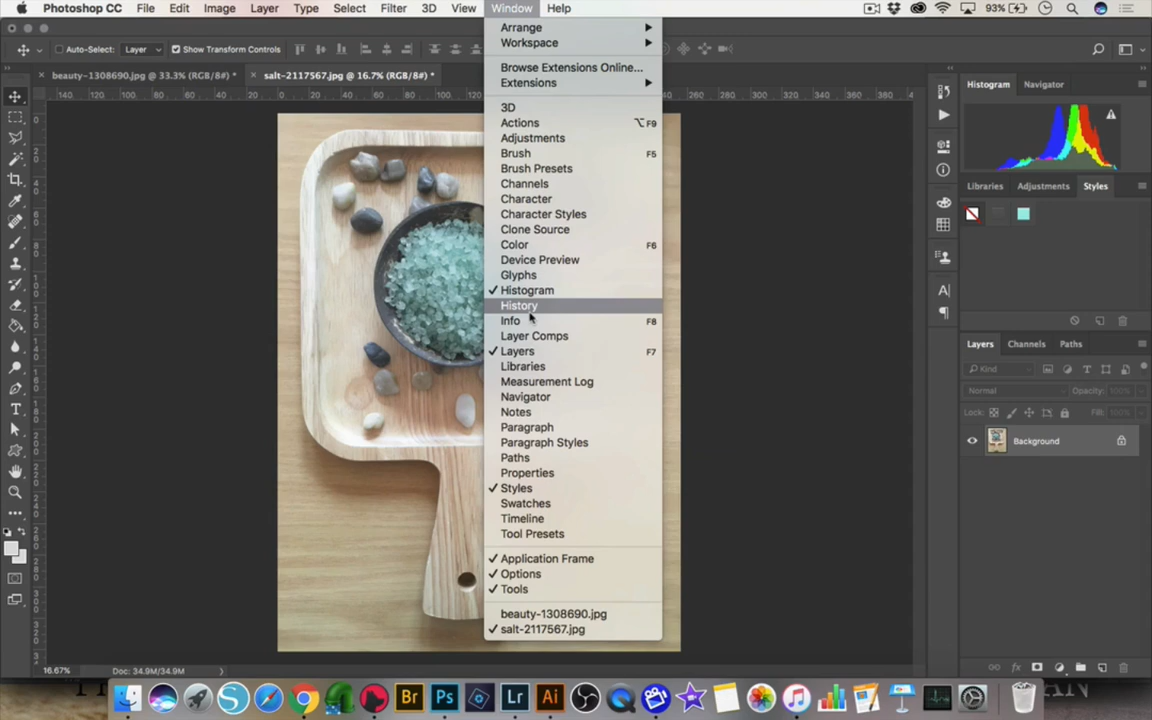 Photoshop CC File Edit Image Layer Type Select Filter 3D View Window Help 93%
Auto-Select: Layer Show Transform Controls
beauty-1308690.jpg @ 33.3% (RGB/8#) * salt-2117567.jpg @ 16.7% (RGB/8#) *
Arrange
Workspace
Browse Extensions Online...
Extensions
3D
Actions ⌥F9
Adjustments
Brush F5
Brush Presets
Channels
Character
Character Styles
Clone Source
Color F6
Device Preview
Glyphs
Histogram
History
Info F8
Layer Comps
Layers F7
Libraries
Measurement Log
Navigator
Notes
Paragraph
Paragraph Styles
Paths
Properties
Styles
Swatches
Timeline
Tool Presets
Application Frame
Options
Tools
beauty-1308690.jpg
salt-2117567.jpg
Histogram Navigator
Libraries Adjustments Styles
Layers Channels Paths
Kind
Normal Opacity:
Lock: Fill:
Background
16.67% Doc: 34.9M/34.9M
Br Ps Lr Ai